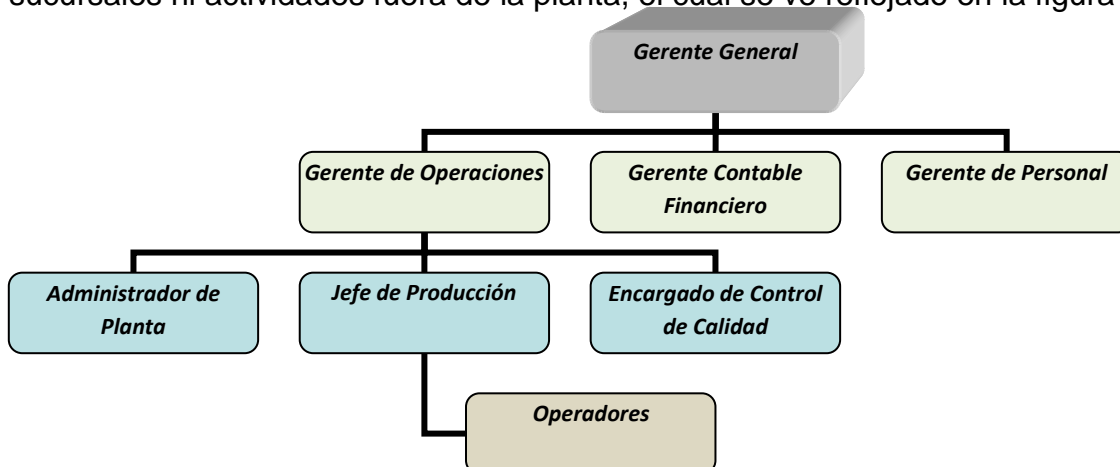 sucursales ni actividades fuera de la planta, el cual se ve reflejado en la figura
Gerente General
Gerente de Operaciones
Gerente Contable
Financiero
Gerente de Personal
Administrador de
Planta
Jefe de Producción
Encargado de Control
de Calidad
Operadores